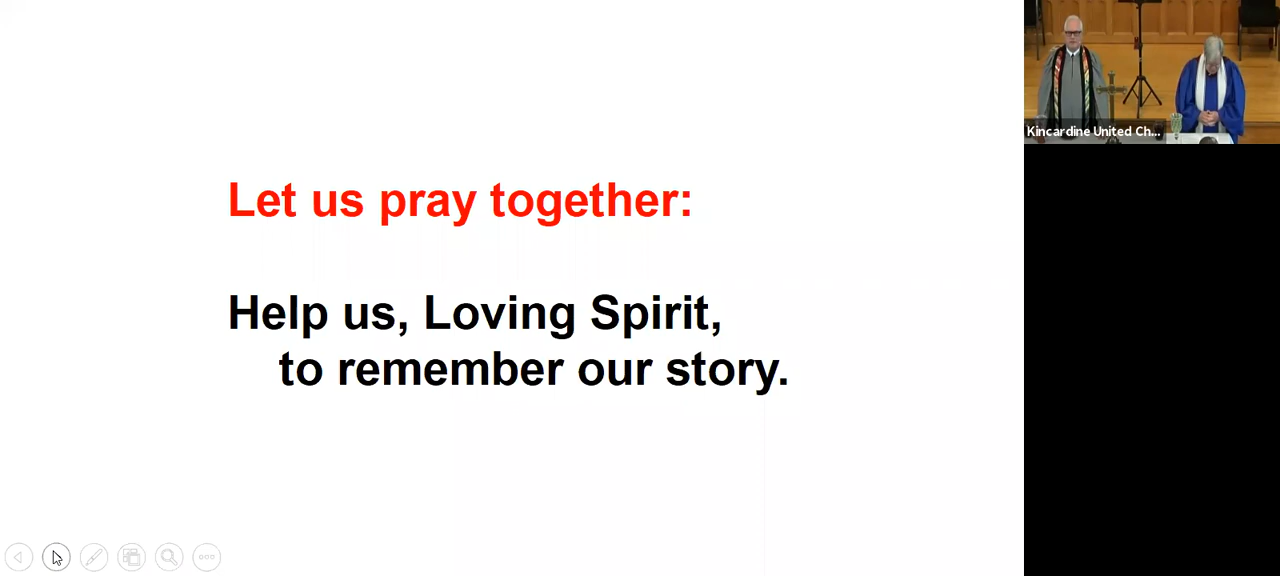 Let us pray together:
Help us, Loving Spirit,
to remember our story.
Kincardine United Ch...